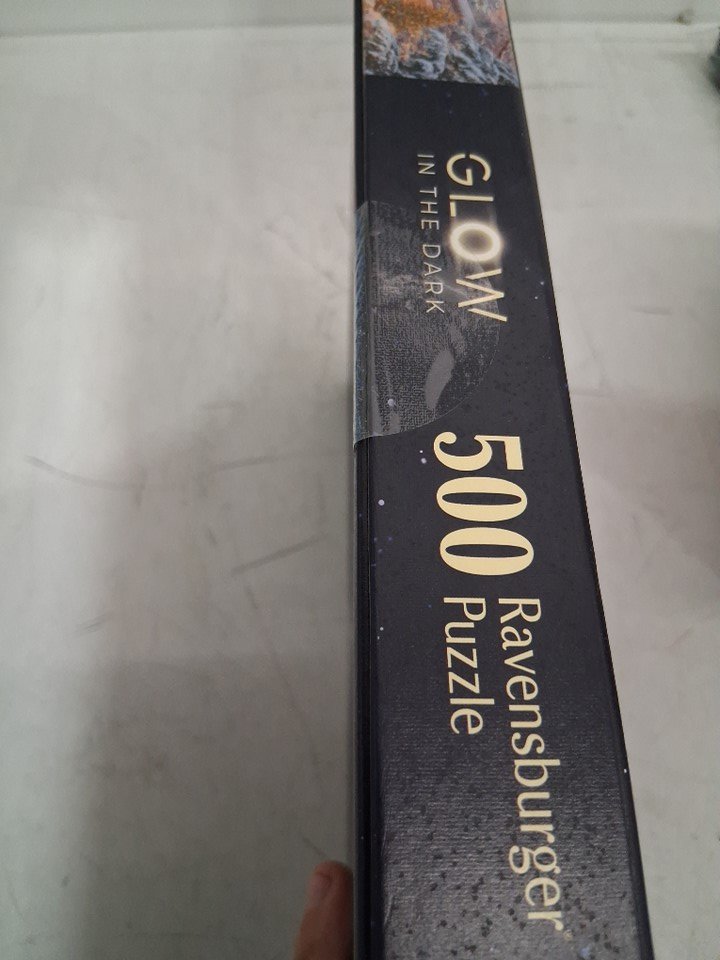 GLOW
IN THE DARK
500
Ravensburger
Puzzle